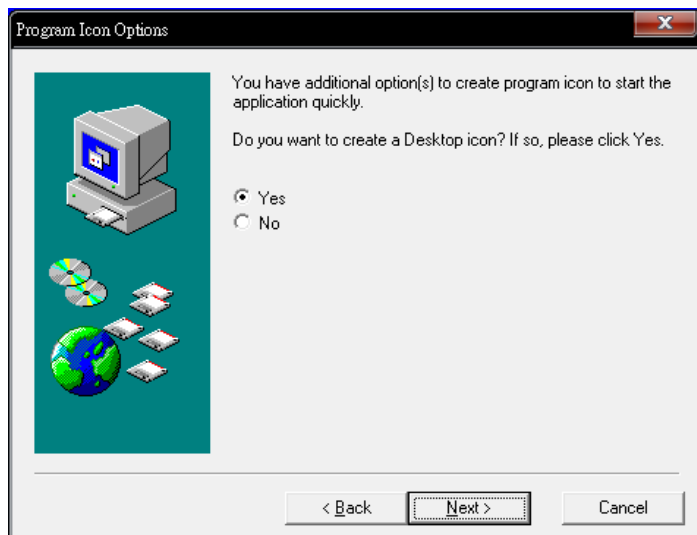 Program Icon Options
You have additional option(s) to create program icon to start the
application quickly.
Do you want to create a Desktop icon? If so, please click Yes.
Yes
No
< Back
Next >
Cancel